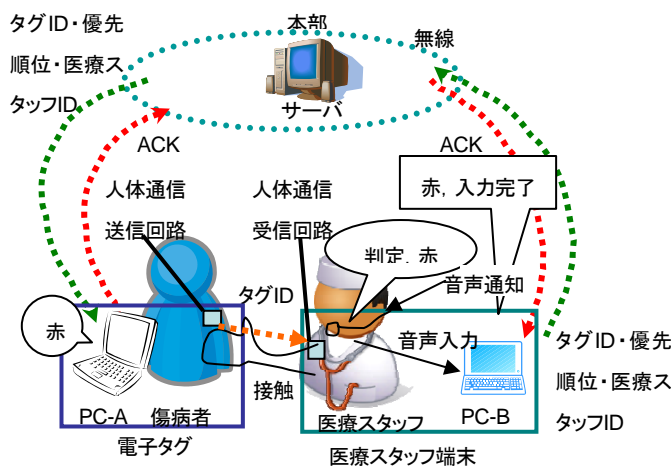 本部
サーバ
無線
タグID・優先
順位・医療ス
タッフID
ACK
ACK
人体通信
送信回路
人体通信
受信回路
赤，入力完了
判定，赤
音声通知
タグID
音声入力
赤
接触
PC-A
傷病者
電子タグ
医療スタッフ
PC-B
医療スタッフ端末
タグID・優先
順位・医療ス
タッフID